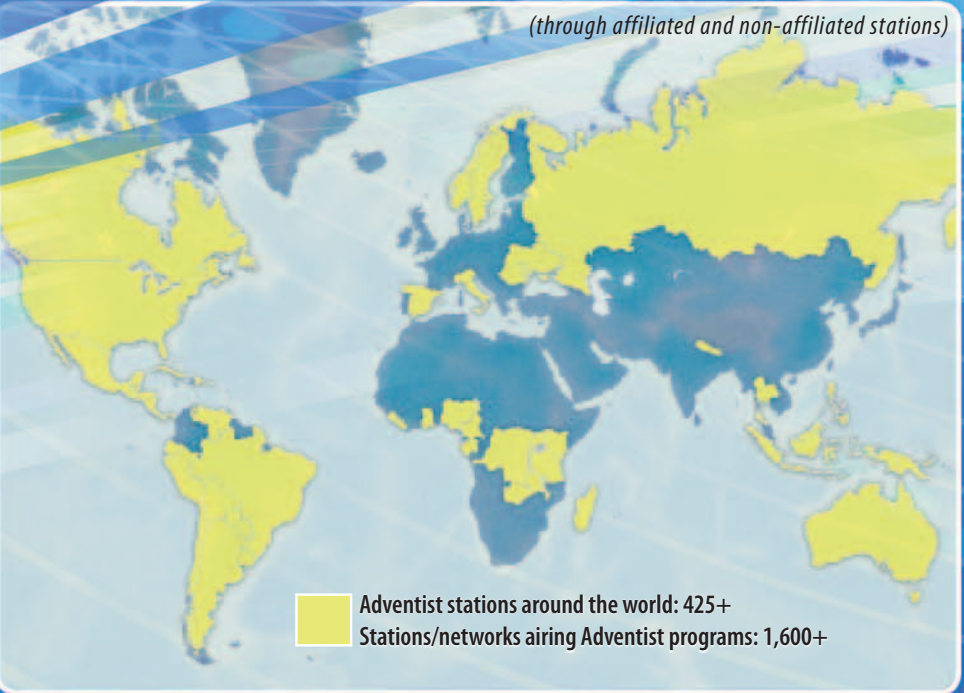 (through affiliated and non-affiliated stations)
Adventist stations around the world: 425+
Stations/networks airing Adventist programs: 1,600+